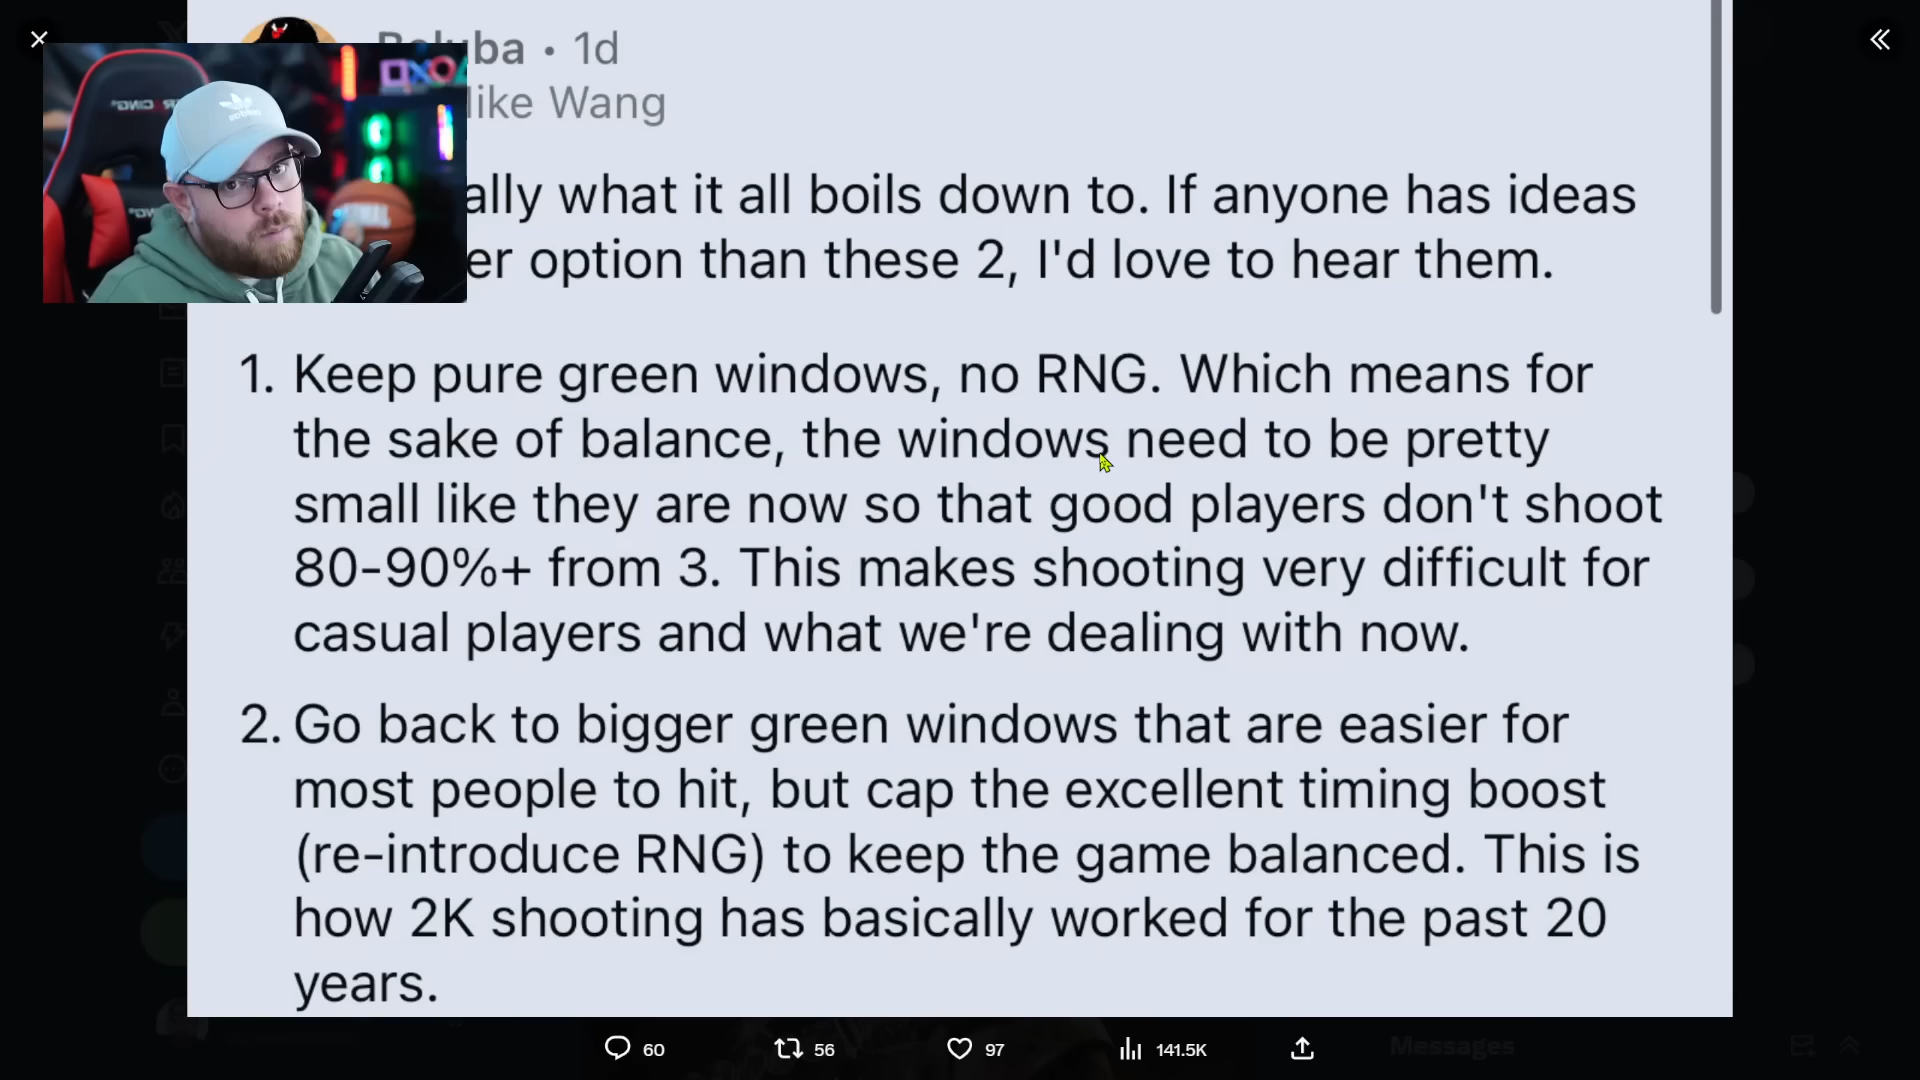 uba • 1d
ike Wang
ally what it all boils down to. If anyone has ideas
er option than these 2, I'd love to hear them.
1. Keep pure green windows, no RNG. Which means for
the sake of balance, the windows need to be pretty
small like they are now so that good players don't shoot
80-90%+ from 3. This makes shooting very difficult for
casual players and what we're dealing with now.
2. Go back to bigger green windows that are easier for
most people to hit, but cap the excellent timing boost
(re-introduce RNG) to keep the game balanced. This is
how 2K shooting has basically worked for the past 20
years.
60 56 97 141.5K
Messages